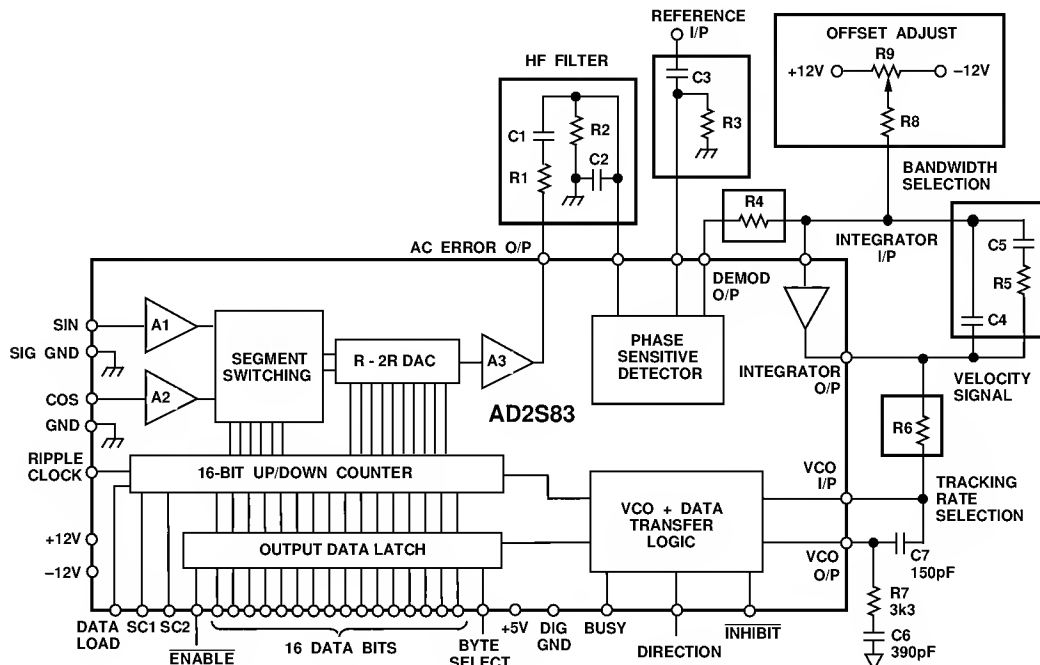 REFERENCE
I/P
OFFSET ADJUST
R9
+12V
–12V
R8
HF FILTER
C3
R3
C1
R2
C2
R1
BANDWIDTH
SELECTION
R4
INTEGRATOR
I/P
C5
R5
C4
AC ERROR O/P
DEMOD
O/P
SIN
A1
SIG GND
SEGMENT
SWITCHING
R - 2R DAC
A3
PHASE
SENSITIVE
DETECTOR
INTEGRATOR
O/P
VELOCITY
SIGNAL
COS
A2
GND
AD2S83
R6
RIPPLE
CLOCK
16-BIT UP/DOWN COUNTER
VCO + DATA
TRANSFER
LOGIC
VCO
I/P
TRACKING
RATE
SELECTION
+12V
–12V
OUTPUT DATA LATCH
VCO
O/P
C7
150pF
R7
3k3
C6
390pF
DATA
LOAD
SC1
SC2
ENABLE
16 DATA BITS
BYTE
SELECT
+5V
DIG
GND
BUSY
DIRECTION
INHIBIT